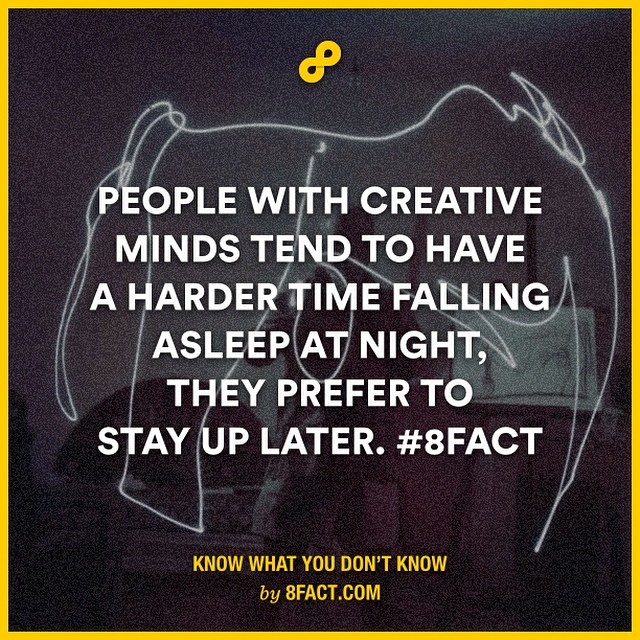 PEOPLE WITH CREATIVE
MINDS TEND TO HAVE
A HARDER TIME FALLING
ASLEEP AT NIGHT,
THEY PREFER TO
STAY UP LATER. #8FACT
KNOW WHAT YOU DON'T KNOW
by 8FACT.COM